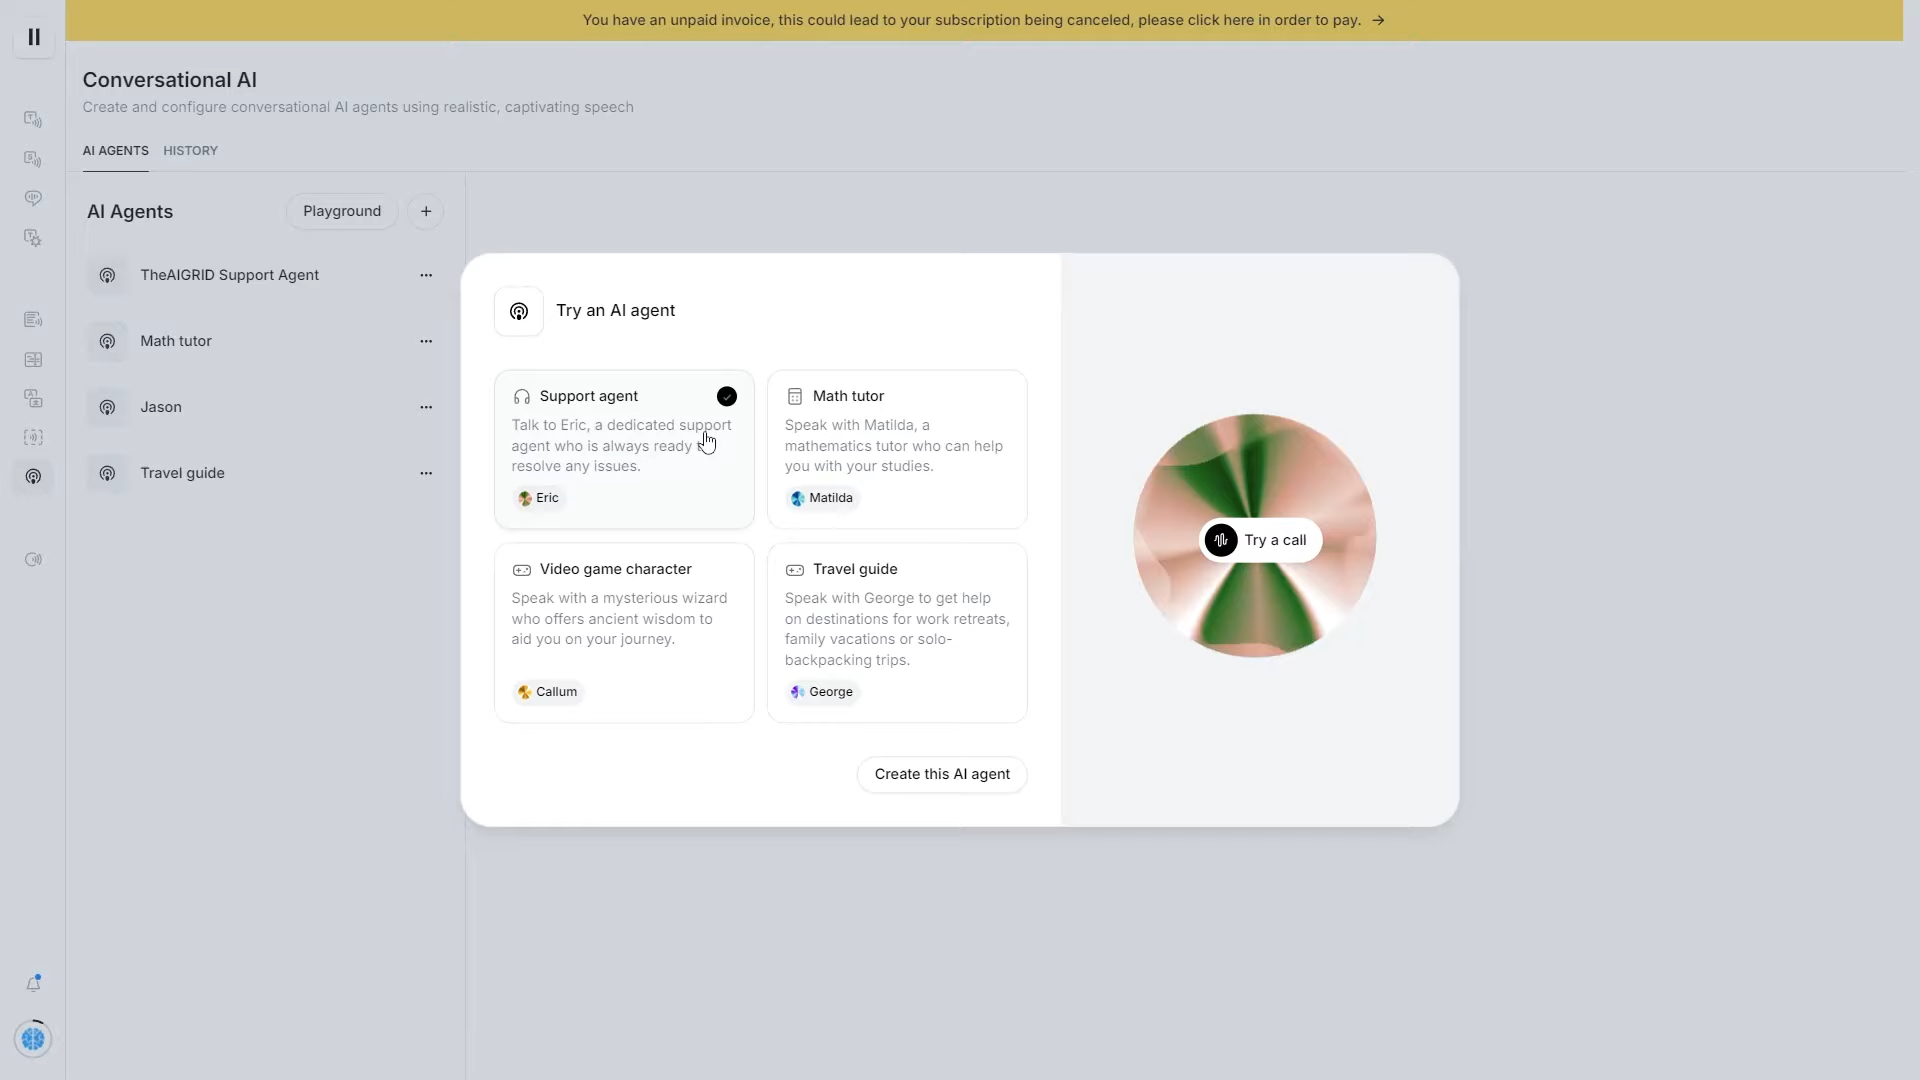 You have an unpaid invoice, this could lead to your subscription being canceled, please click here in order to pay. →
Conversational AI
Create and configure conversational AI agents using realistic, captivating speech
AI AGENTS HISTORY
AI Agents Playground +
TheAIGRID Support Agent
Math tutor
Jason
Travel guide
Try an AI agent
Support agent
Talk to Eric, a dedicated support
agent who is always ready
resolve any issues.
Eric
Math tutor
Speak with Matilda, a
mathematics tutor who can help
you with your studies.
Matilda
Video game character
Speak with a mysterious wizard
who offers ancient wisdom to
aid you on your journey.
Callum
Travel guide
Speak with George to get help
on destinations for work retreats,
family vacations or solo-
backpacking trips.
George
Create this AI agent
Try a call